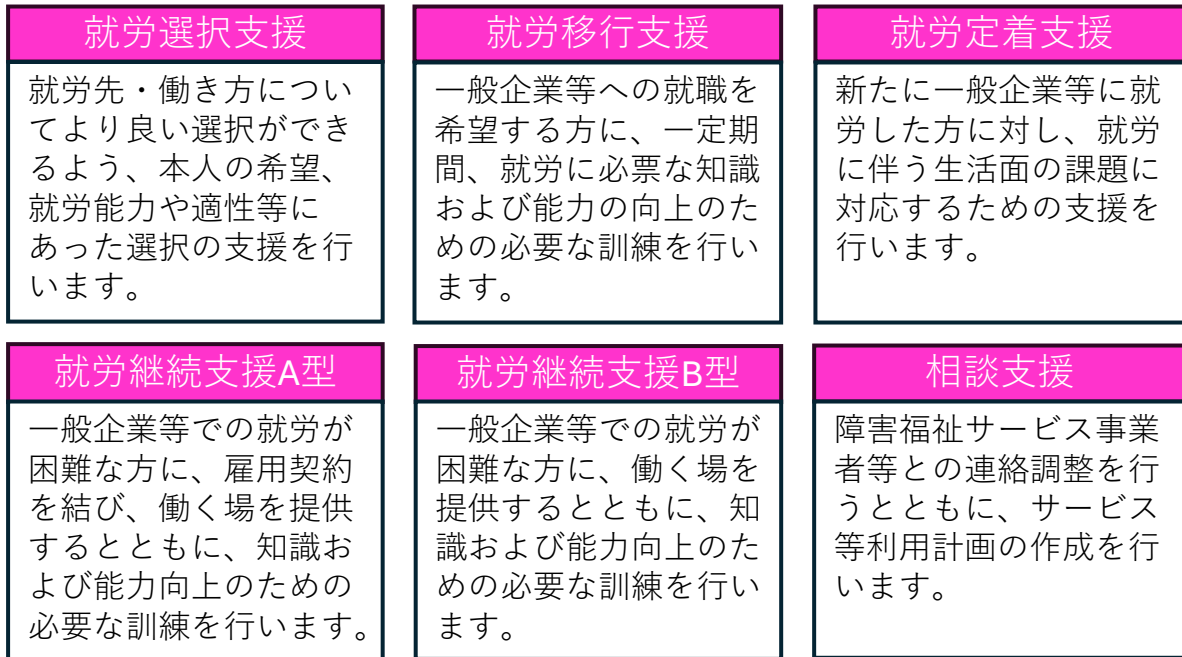 就労選択支援
就労先・働き方につい
てより良い選択ができ
るよう、本人の希望、
就労能力や適性等に
あった選択の支援を行
います。
就労移行支援
一般企業等への就職を
希望する方に、一定期
間、就労に必票な知識
および能力の向上のた
めの必要な訓練を行い
ます。
就労定着支援
新たに一般企業等に就
労した方に対し、就労
に伴う生活面の課題に
対応するための支援を
行います。
就労継続支援A型
一般企業等での就労が
困難な方に、雇用契約
を結び、働く場を提供
するとともに、知識お
よび能力向上のための
必要な訓練を行います。
就労継続支援B型
一般企業等での就労が
困難な方に、働く場を
提供するとともに、知
識および能力向上のた
めの必要な訓練を行い
ます。
相談支援
障害福祉サービス事業
者等との連絡調整を行
うとともに、サービス
等利用計画の作成を行
います。